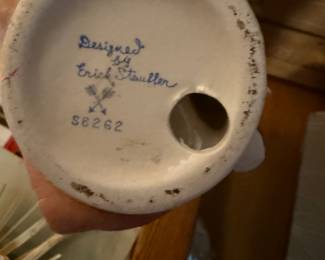 Designed
by
Erich Stauffer
S8262